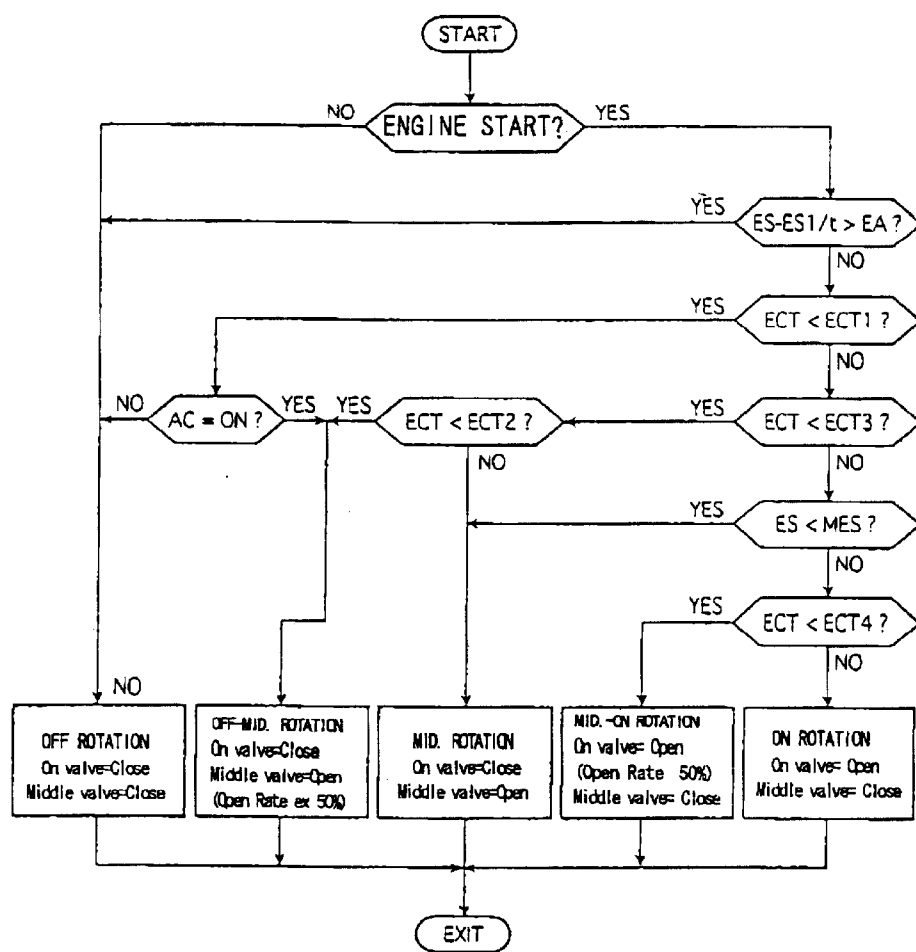 START
NO
ENGINE START?
YES
YES
ES-ES1/t > EA ?
NO
YES
ECT < ECT1 ?
NO
NO
AC = ON ?
YES
YES
ECT < ECT2 ?
YES
ECT < ECT3 ?
NO
NO
YES
ES < MES ?
NO
YES
ECT < ECT4 ?
NO
NO
OFF ROTATION
On valve=Close
Middle valve=Close
OFF-MID. ROTATION
On valve=Close
Middle valve=Open
(Open Rate ex 50%)
MID. ROTATION
On valve=Close
Middle valve=Open
MID.-ON ROTATION
On valve= Open
(Open Rate 50%)
Middle valve= Close
ON ROTATION
On valve= Open
Middle valve= Close
EXIT